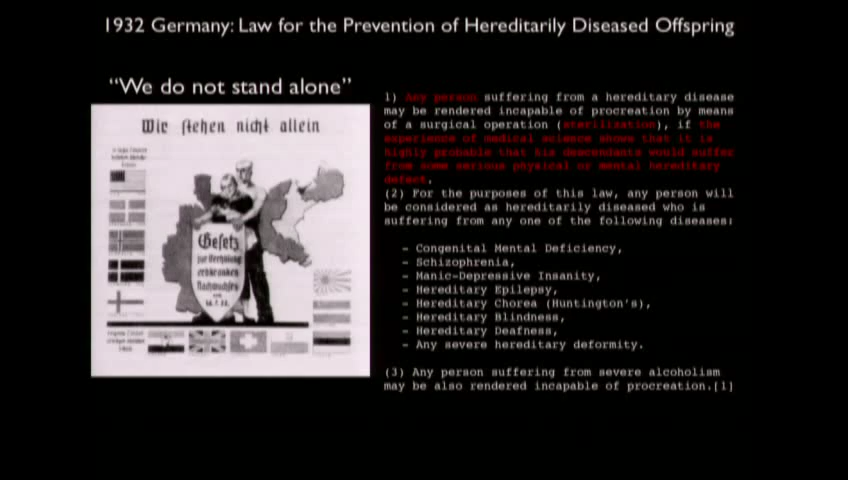 1932 Germany: Law for the Prevention of Hereditarily Diseased Offspring
“We do not stand alone”
Wir stehen nicht allein
Gesetz
zur Verhütung
erbkranken
Nachwuchses
1) Any person suffering from a hereditary disease
may be rendered incapable of procreation by means
of a surgical operation (sterilization), if the
experience of medical science shows that it is
highly probable that his descendants would suffer
from some serious physical or mental hereditary
defect.
(2) For the purposes of this law, any person will
be considered as hereditarily diseased who is
suffering from any one of the following diseases:
- Congenital Mental Deficiency,
- Schizophrenia,
- Manic-Depressive Insanity,
- Hereditary Epilepsy,
- Hereditary Chorea (Huntington's),
- Hereditary Blindness,
- Hereditary Deafness,
- Any severe hereditary deformity.
(3) Any person suffering from severe alcoholism
may be also rendered incapable of procreation.[1]